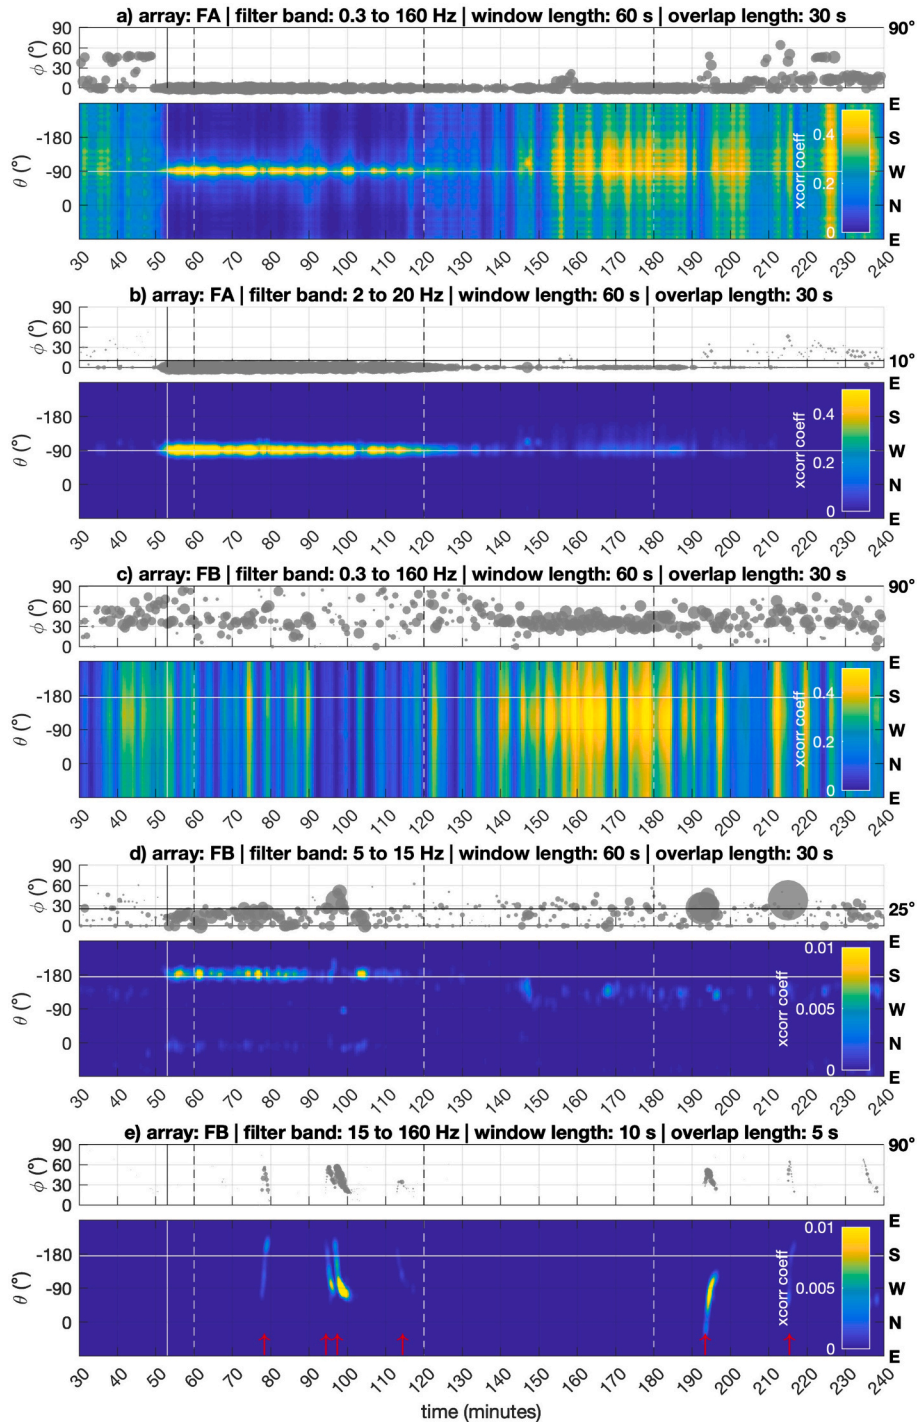 a) array: FA | filter band: 0.3 to 160 Hz | window length: 60 s | overlap length: 30 s
ϕ (°)
90
60
30
0
90°
θ (°)
-180
-90
0
E
S
W
N
E
xcorr coeff
0.4
0.2
0
30 40 50 60 70 80 90 100 110 120 130 140 150 160 170 180 190 200 210 220 230 240
b) array: FA | filter band: 2 to 20 Hz | window length: 60 s | overlap length: 30 s
ϕ (°)
90
60
30
0
10°
θ (°)
-180
-90
0
E
S
W
N
E
xcorr coeff
0.4
0.2
0
30 40 50 60 70 80 90 100 110 120 130 140 150 160 170 180 190 200 210 220 230 240
c) array: FB | filter band: 0.3 to 160 Hz | window length: 60 s | overlap length: 30 s
ϕ (°)
90
60
30
0
90°
θ (°)
-180
-90
0
E
S
W
N
E
xcorr coeff
0.4
0.2
0
30 40 50 60 70 80 90 100 110 120 130 140 150 160 170 180 190 200 210 220 230 240
d) array: FB | filter band: 5 to 15 Hz | window length: 60 s | overlap length: 30 s
ϕ (°)
90
60
30
0
25°
θ (°)
-180
-90
0
E
S
W
N
E
xcorr coeff
0.01
0.005
0
30 40 50 60 70 80 90 100 110 120 130 140 150 160 170 180 190 200 210 220 230 240
e) array: FB | filter band: 15 to 160 Hz | window length: 10 s | overlap length: 5 s
ϕ (°)
90
60
30
0
90°
θ (°)
-180
-90
0
E
S
W
N
E
xcorr coeff
0.01
0.005
0
30 40 50 60 70 80 90 100 110 120 130 140 150 160 170 180 190 200 210 220 230 240
time (minutes)